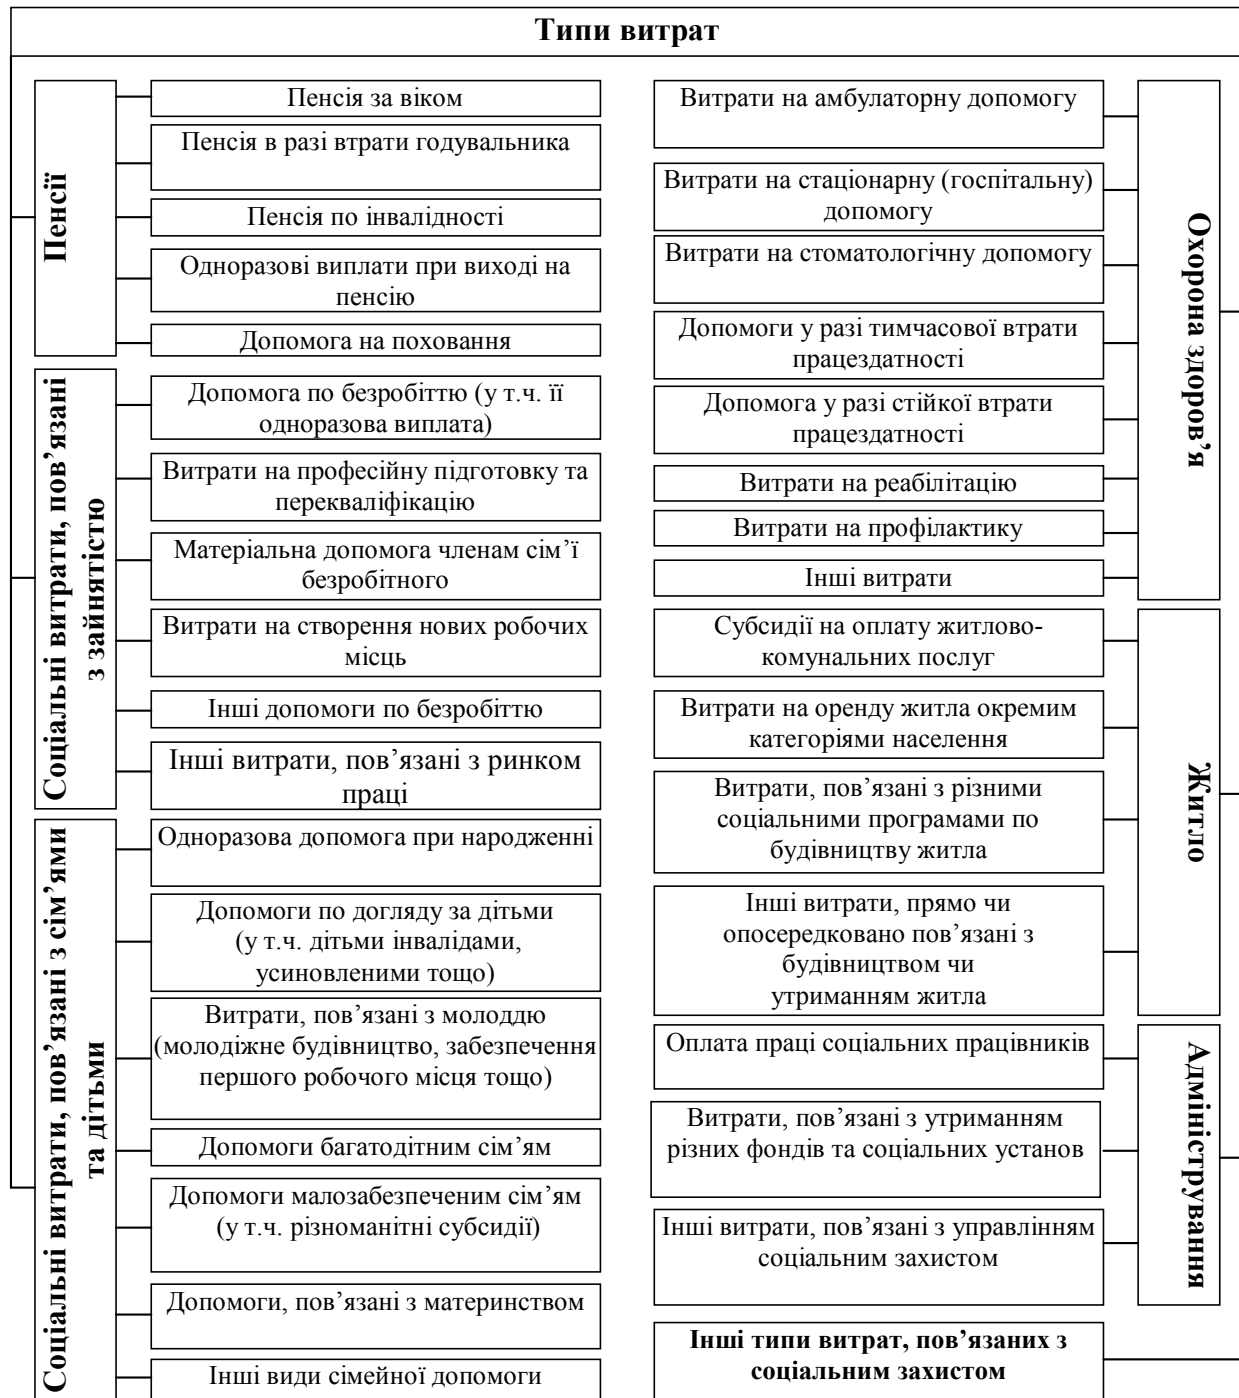 Типи витрат
Пенсії
Пенсія за віком
Пенсія в разі втрати годувальника
Пенсія по інвалідності
Одноразові виплати при виході на
пенсію
Допомога на поховання
Соціальні витрати, пов’язані
з зайнятістю
Допомога по безробіттю (у т.ч. її
одноразова виплата)
Витрати на професійну підготовку та
перекваліфікацію
Матеріальна допомога членам сім’ї
безробітного
Витрати на створення нових робочих
місць
Інші допомоги по безробіттю
Інші витрати, пов’язані з ринком
праці
Соціальні витрати, пов’язані з сім’ями
та дітьми
Одноразова допомога при народженні
Допомоги по догляду за дітьми
(у т.ч. дітьми інвалідами,
усиновленими тощо)
Витрати, пов’язані з молоддю
(молодіжне будівництво, забезпечення
першого робочого місця тощо)
Допомоги багатодітним сім’ям
Допомоги малозабезпеченим сім’ям
(у т.ч. різноманітні субсидії)
Допомоги, пов’язані з материнством
Інші види сімейної допомоги
Охорона здоров’я
Витрати на амбулаторну допомогу
Витрати на стаціонарну (госпітальну)
допомогу
Витрати на стоматологічну допомогу
Допомоги у разі тимчасової втрати
працездатності
Допомога у разі стійкої втрати
працездатності
Витрати на реабілітацію
Витрати на профілактику
Інші витрати
Житло
Субсидії на оплату житлово-
комунальних послуг
Витрати на оренду житла окремим
категоріями населення
Витрати, пов’язані з різними
соціальними програмами по
будівництву житла
Інші витрати, прямо чи
опосередковано пов’язані з
будівництвом чи
утриманням житла
Адміністрування
Оплата праці соціальних працівників
Витрати, пов’язані з утриманням
різних фондів та соціальних установ
Інші витрати, пов’язані з управлінням
соціальним захистом
Інші типи витрат, пов’язаних з
соціальним захистом